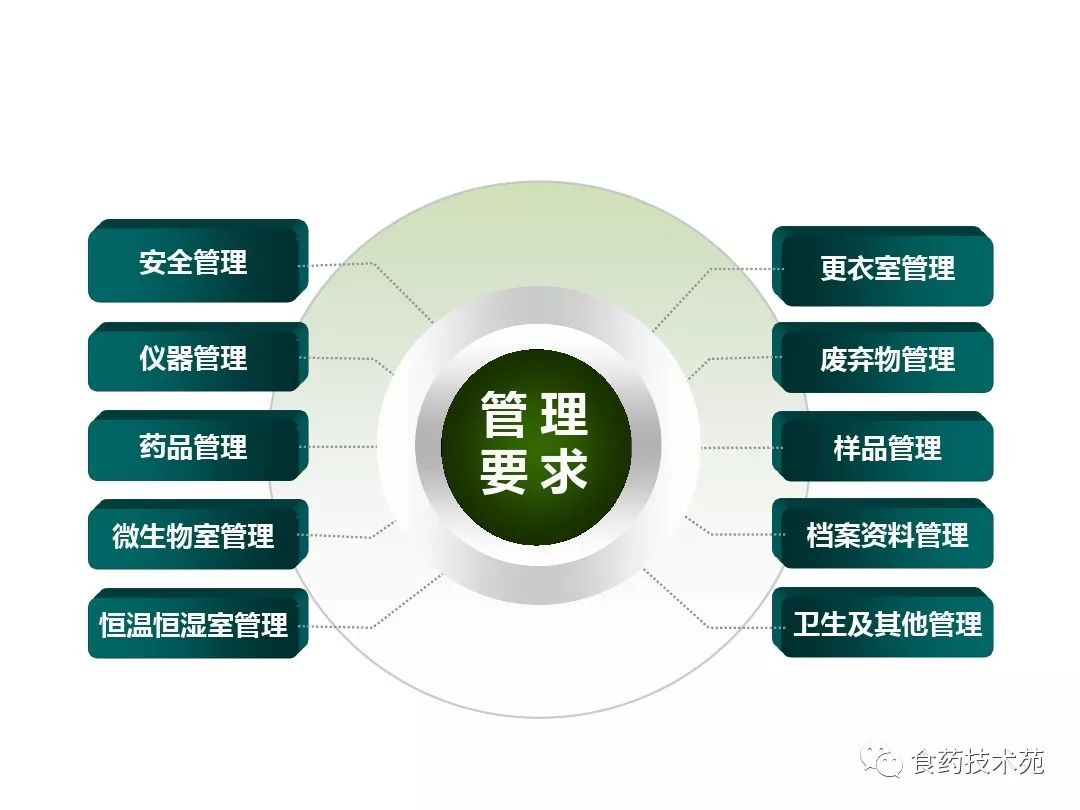 安全管理
仪器管理
药品管理
微生物室管理
恒温恒湿室管理
管理
要求
更衣室管理
废弃物管理
样品管理
档案资料管理
卫生及其他管理
食药技术苑